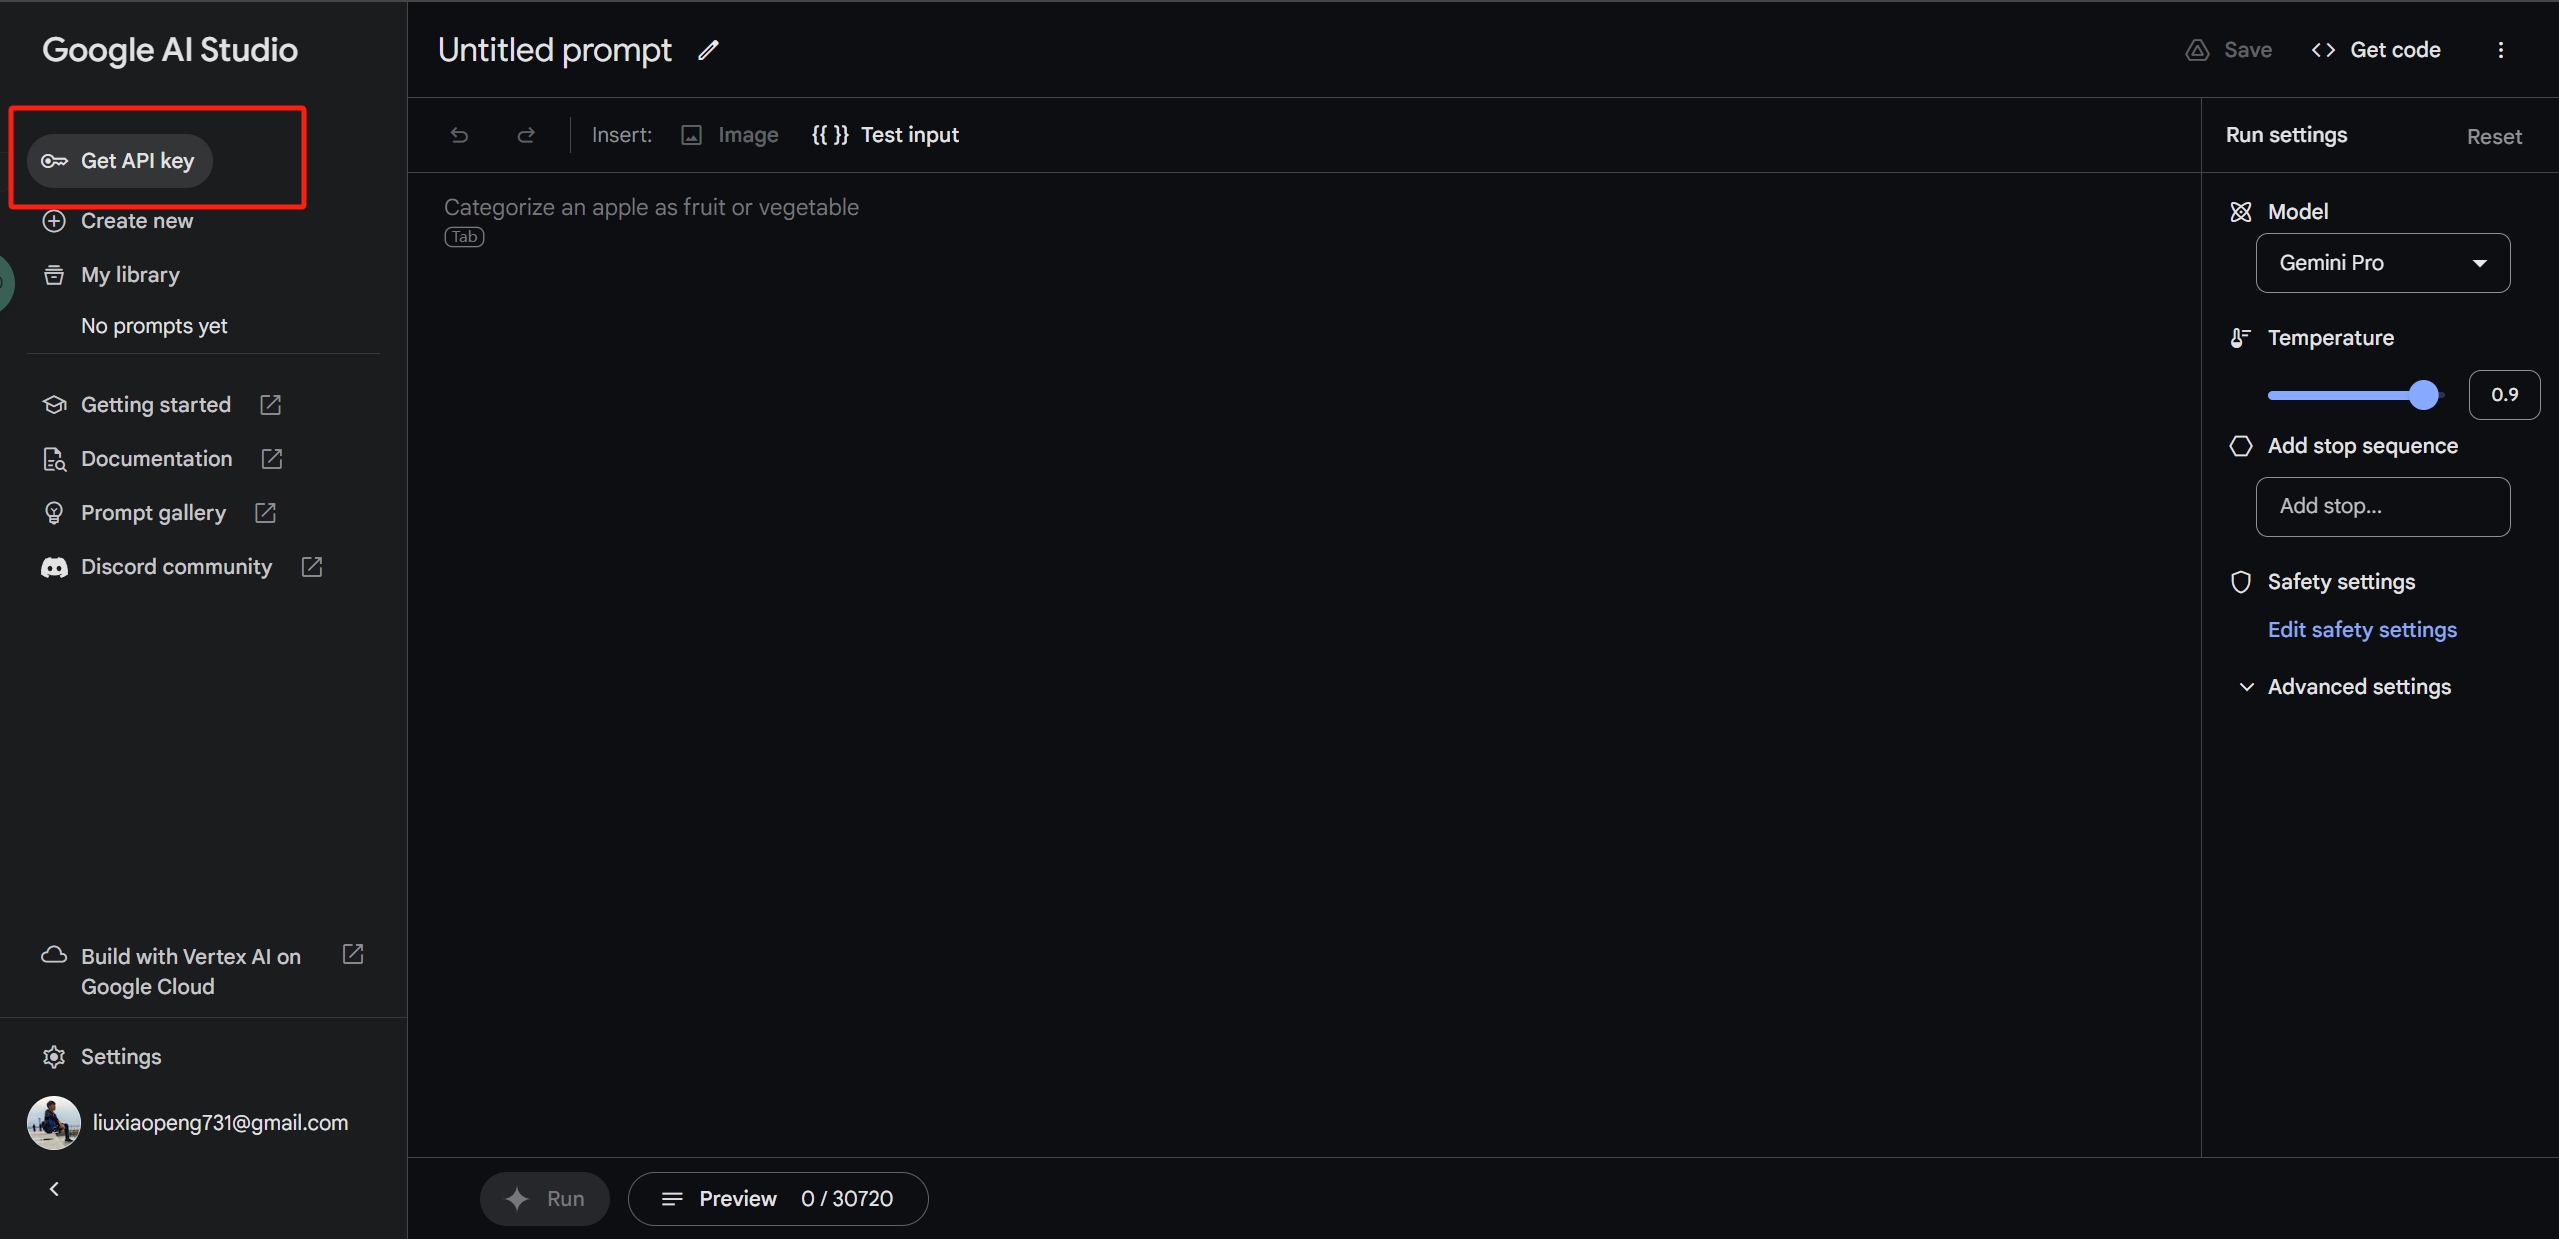 Google AI Studio
Get API key
Create new
My library
No prompts yet
Getting started
Documentation
Prompt gallery
Discord community
Build with Vertex AI on
Google Cloud
Settings
liuxiaopeng731@gmail.com
Untitled prompt
Save
<> Get code
Insert:
Image
{{ }} Test input
Categorize an apple as fruit or vegetable
Tab
Run
Preview 0 / 30720
Run settings
Reset
Model
Gemini Pro
Temperature
0.9
Add stop sequence
Add stop...
Safety settings
Edit safety settings
Advanced settings